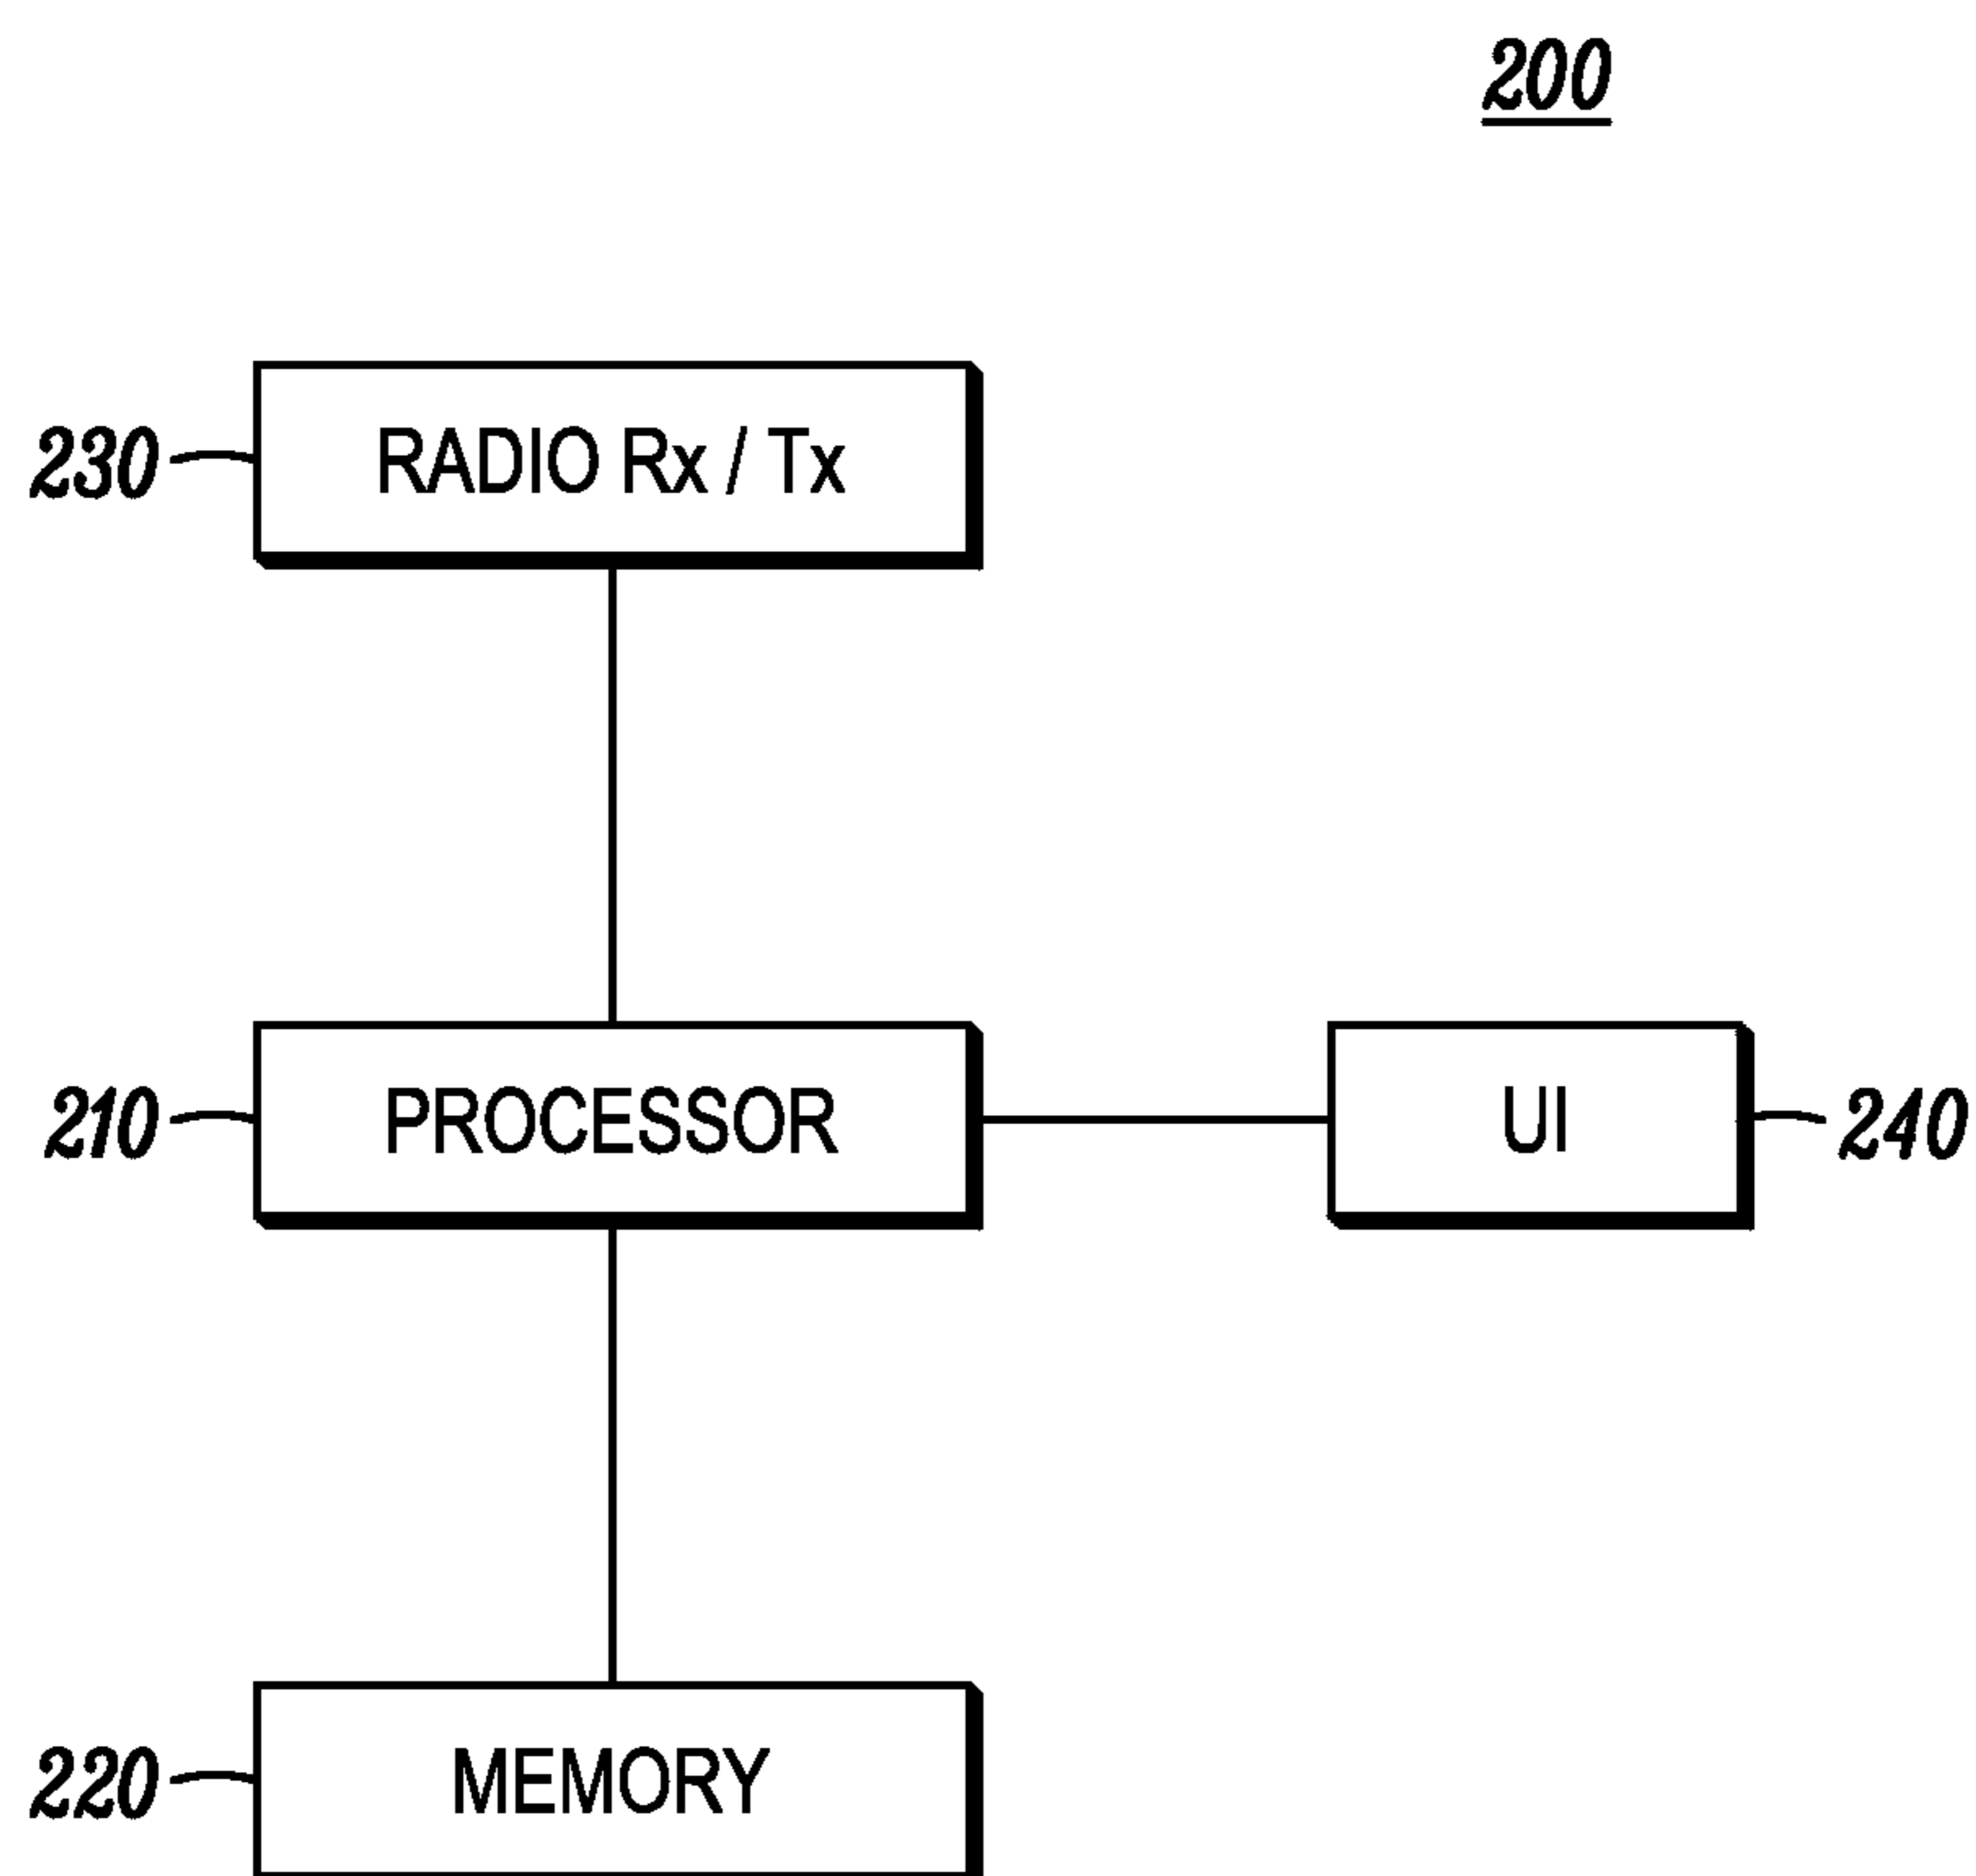 200
230 RADIO Rx / Tx
210 PROCESSOR UI 240
220 MEMORY